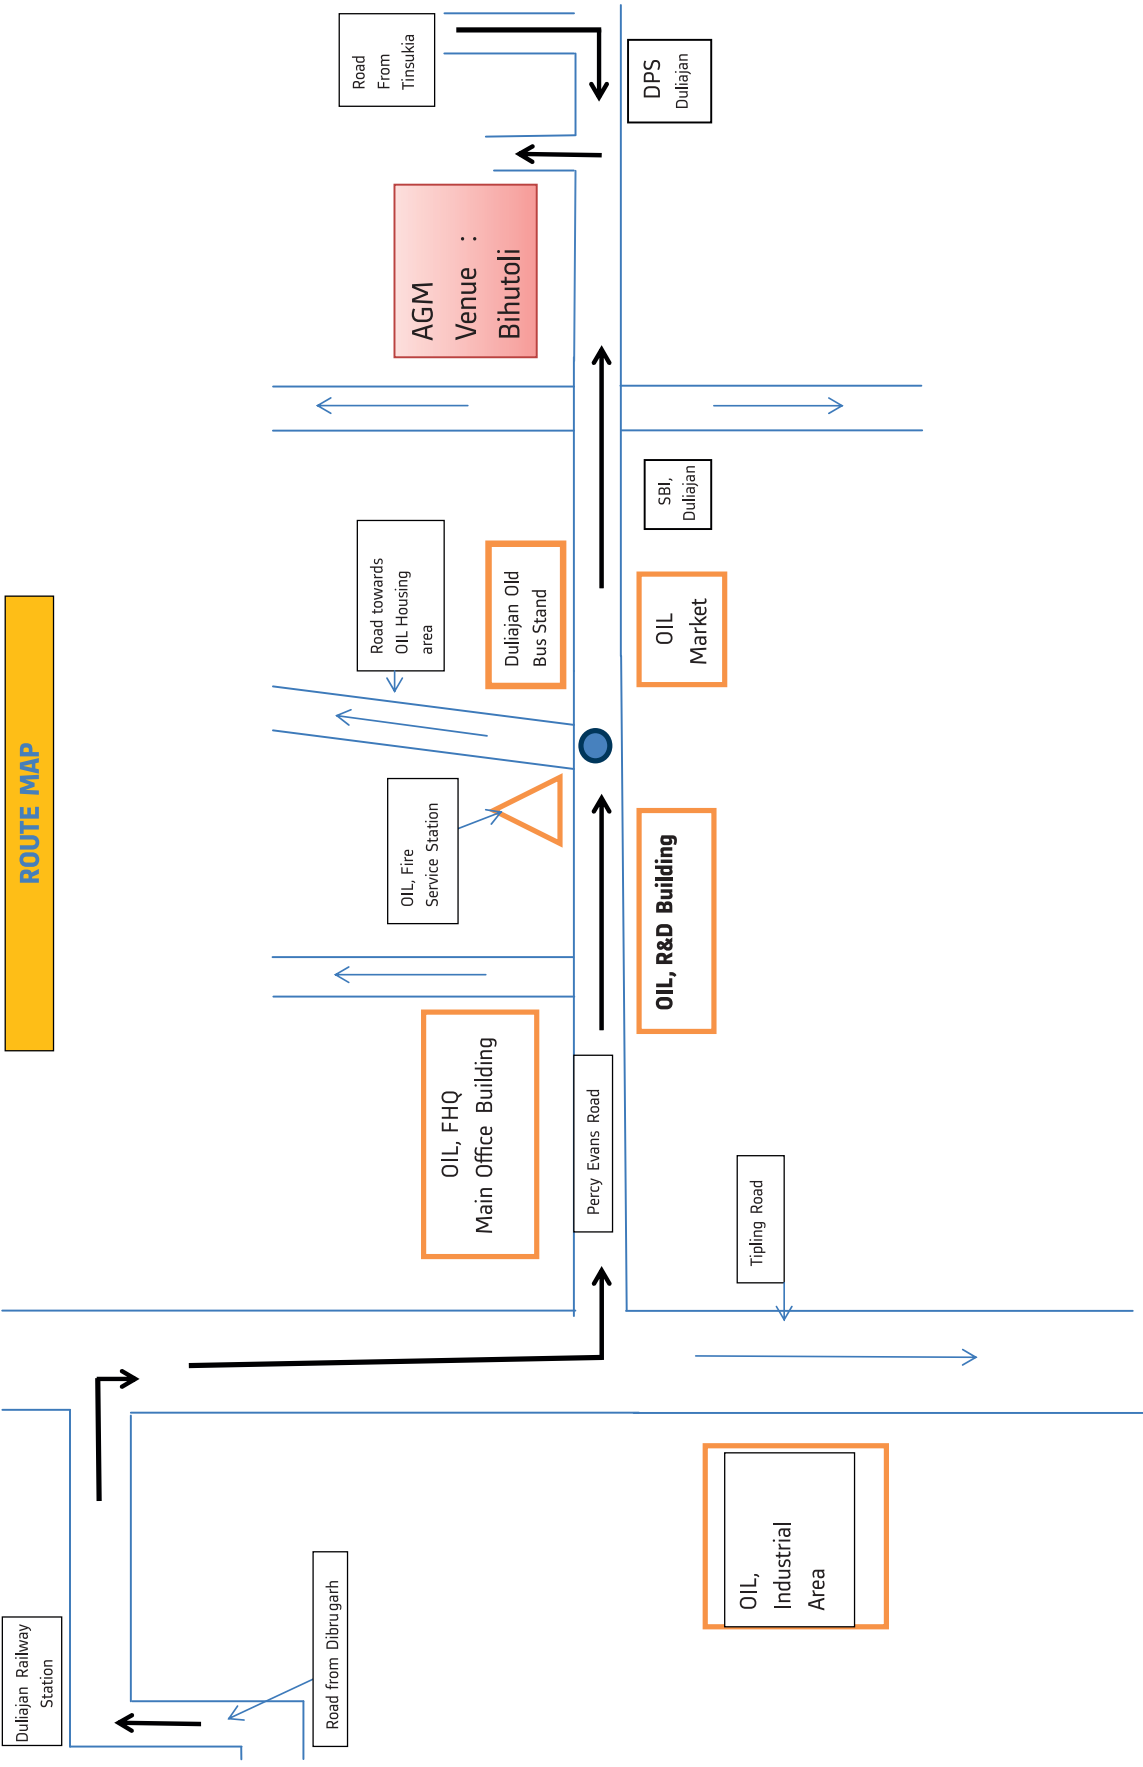 ROUTE MAP
Duliajan Railway
Station
Road from Dibrugarh
Road
From
Tinsukia
Road towards
OIL Housing
area
OIL, Fire
Service Station
AGM
Venue :
Bihutoli
OIL, FHQ
Main Office Building
Duliajan Old
Bus Stand
Percy Evans Road
DPS
Duliajan
SBI,
Duliajan
OIL
Market
OIL, R&D Building
Tipling Road
OIL,
Industrial
Area